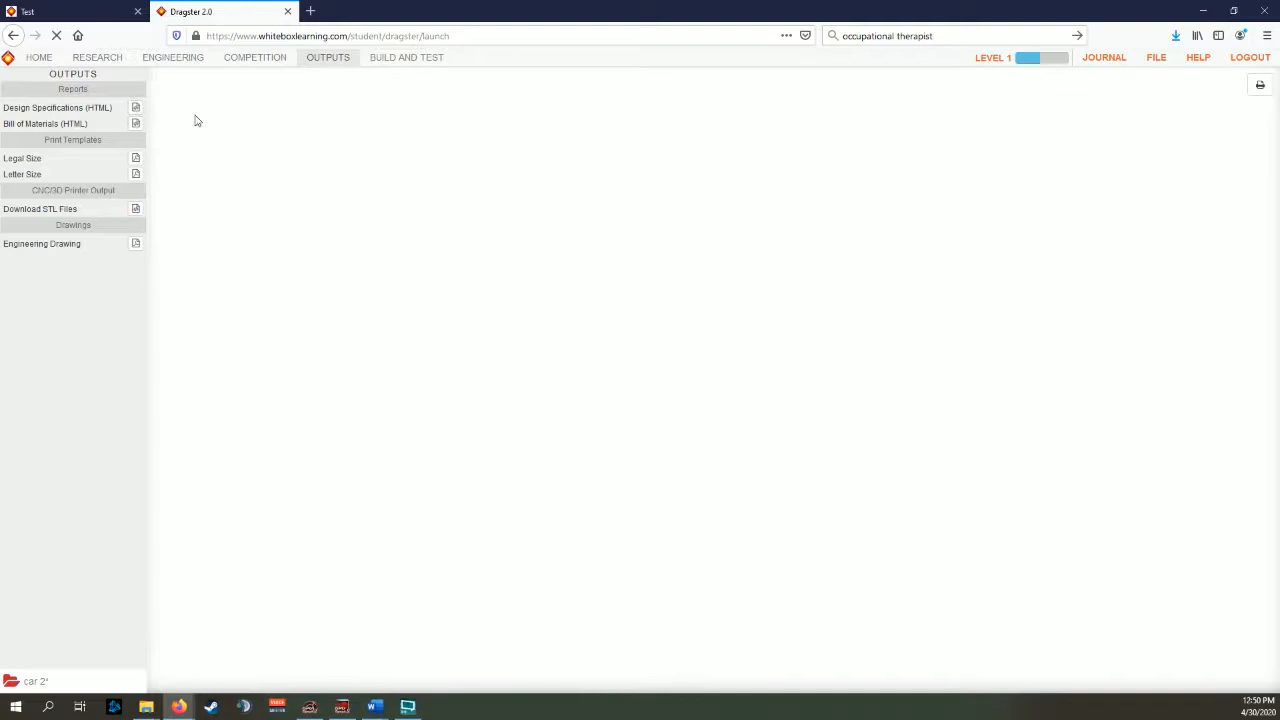 Test
Dragster 2.0
https://www.whiteboxlearning.com/student/dragster/launch
occupational therapist
HOME RESEARCH ENGINEERING COMPETITION OUTPUTS BUILD AND TEST LEVEL 1 JOURNAL FILE HELP LOGOUT
OUTPUTS
Reports
Design Specifications (HTML)
Bill of Materials (HTML)
Print Templates
Legal Size
Letter Size
CNC/3D Printer Output
Download STL Files
Drawings
Engineering Drawing
car 2*
12:50 PM
4/30/2020